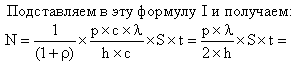 Подставляем в эту формулу I и получаем:
N = 1/(1+ρ) × p×c×λ/h×c × S×t = p×λ/2×h × S×t =